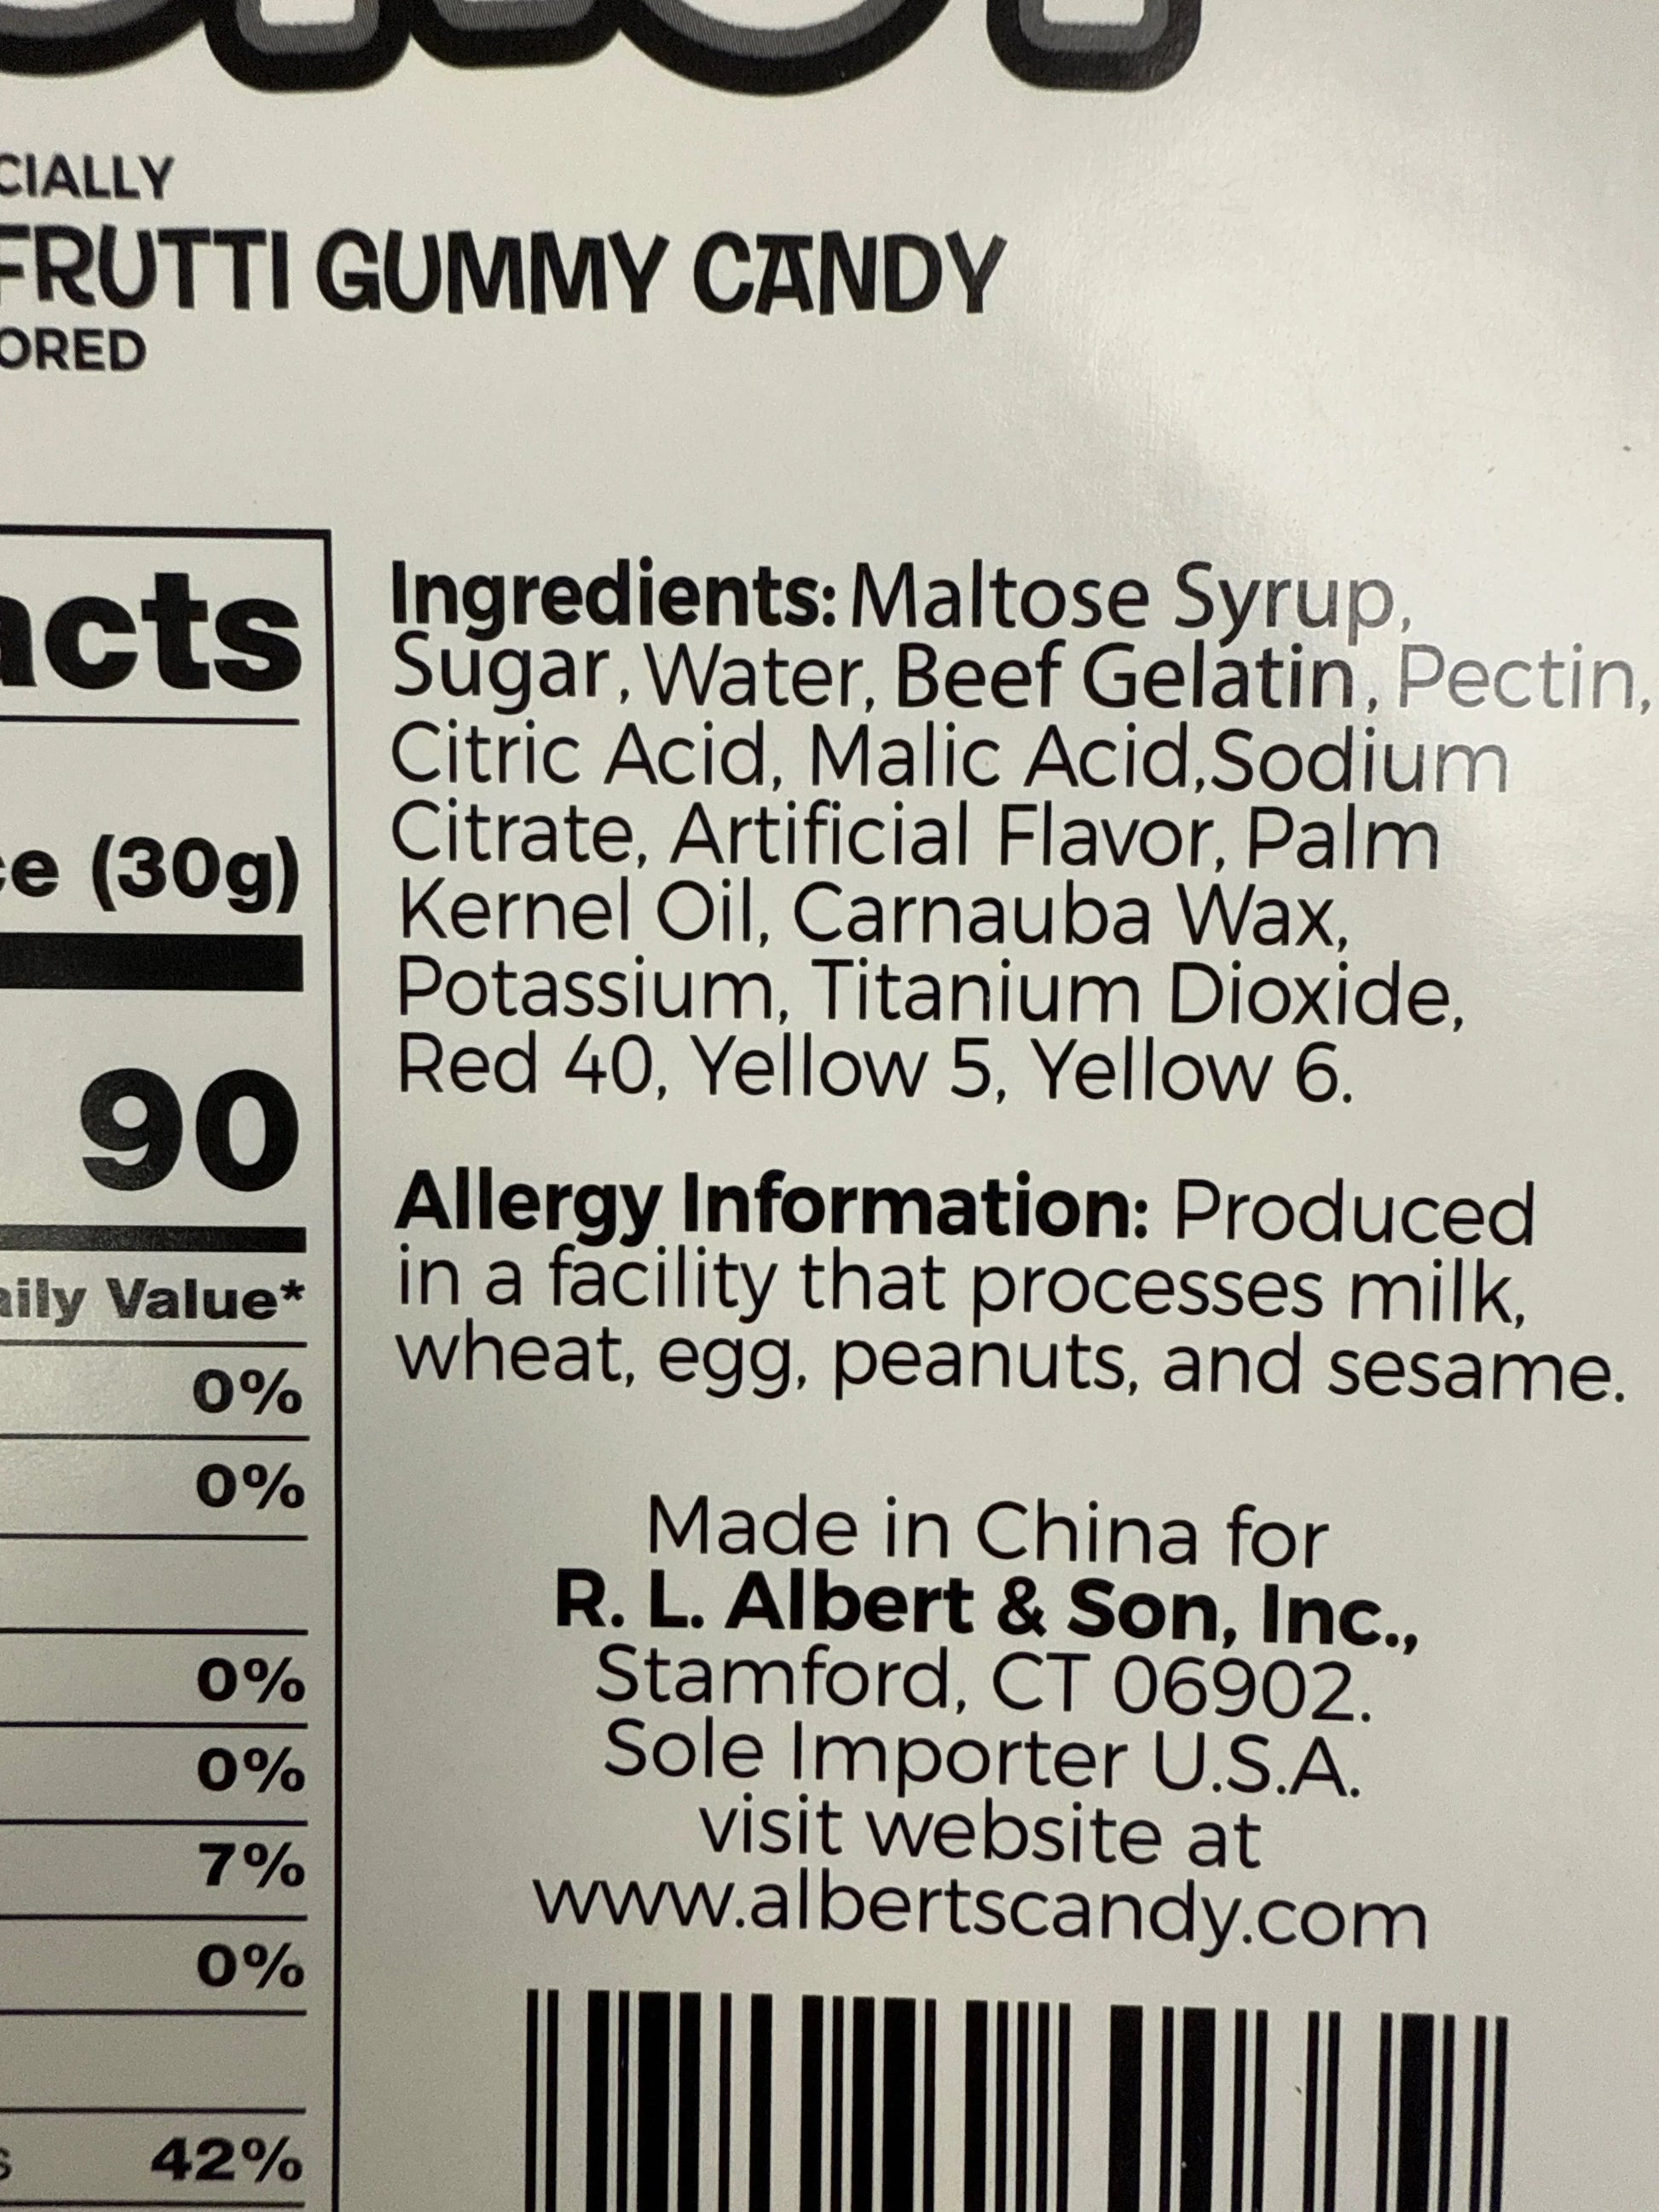 CIALLY
FRUTTI GUMMY CANDY
ORED
acts
(30g)
90
Daily Value*
0%
0%
0%
0%
7%
0%
42%
Ingredients: Maltose Syrup,
Sugar, Water, Beef Gelatin, Pectin,
Citric Acid, Malic Acid,Sodium
Citrate, Artificial Flavor, Palm
Kernel Oil, Carnauba Wax,
Potassium, Titanium Dioxide,
Red 40, Yellow 5, Yellow 6.
Allergy Information: Produced
in a facility that processes milk,
wheat, egg, peanuts, and sesame.
Made in China for
R. L. Albert & Son, Inc.,
Stamford, CT 06902.
Sole Importer U.S.A.
visit website at
www.albertscandy.com